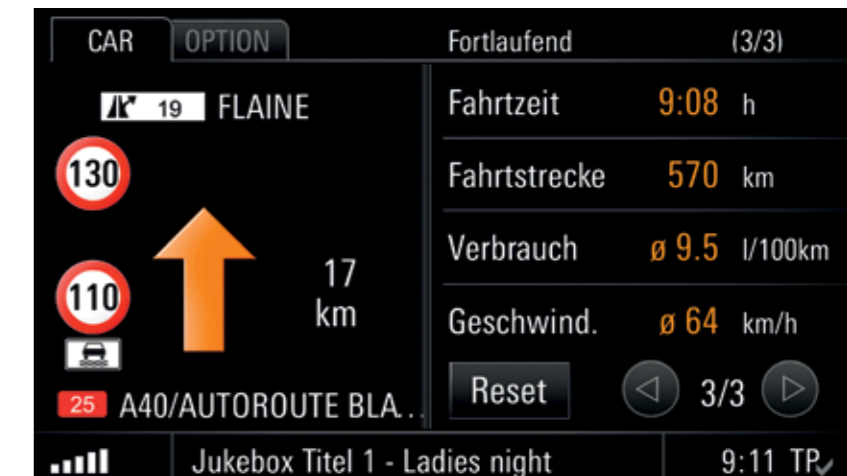 CAR OPTION Fortlaufend (3/3)
19 FLAINE
130
110
17
km
25 A40/AUTOROUTE BLA...
Fahrtzeit 9:08 h
Fahrtstrecke 570 km
Verbrauch ø 9.5 l/100km
Geschwind. ø 64 km/h
Reset 3/3
Jukebox Titel 1 - Ladies night 9:11 TP